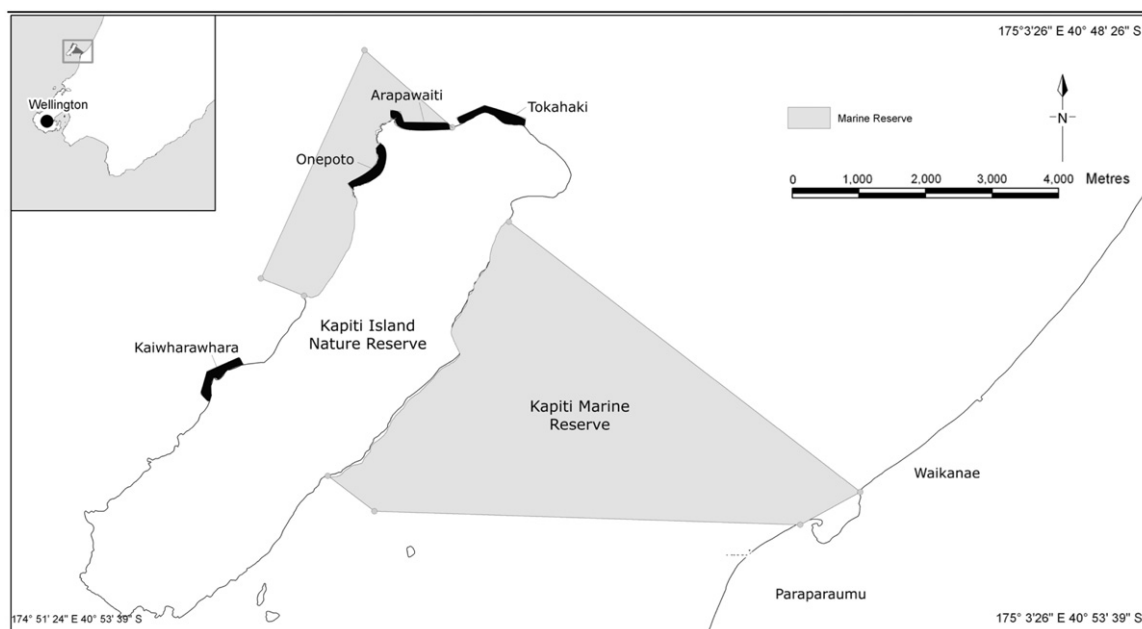 175°3'26" E 40° 48' 26" S
Wellington
Arapawaiti
Tokahaki
Onepoto
Marine Reserve
N
0 1,000 2,000 3,000 4,000 Metres
Kapiti Island
Nature Reserve
Kaiwharawhara
Kapiti Marine
Reserve
Waikanae
Paraparaumu
174° 51' 24" E 40° 53' 39" S
175° 3'26" E 40° 53' 39" S